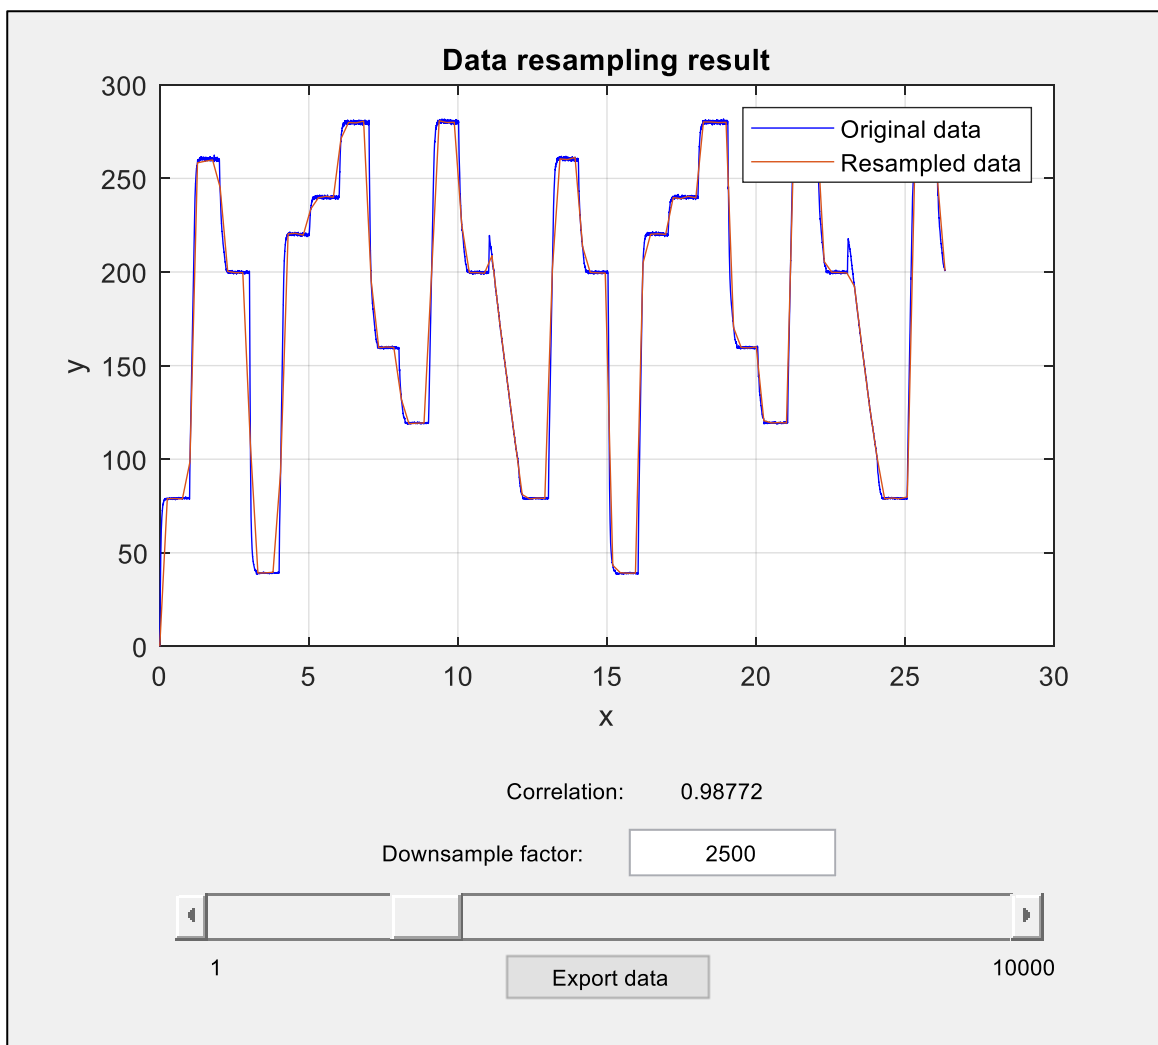 Data resampling result
300
250
200
150
100
50
0
y
Original data
Resampled data
0 5 10 15 20 25 30
x
Correlation: 0.98772
Downsample factor: 2500
1 10000
Export data